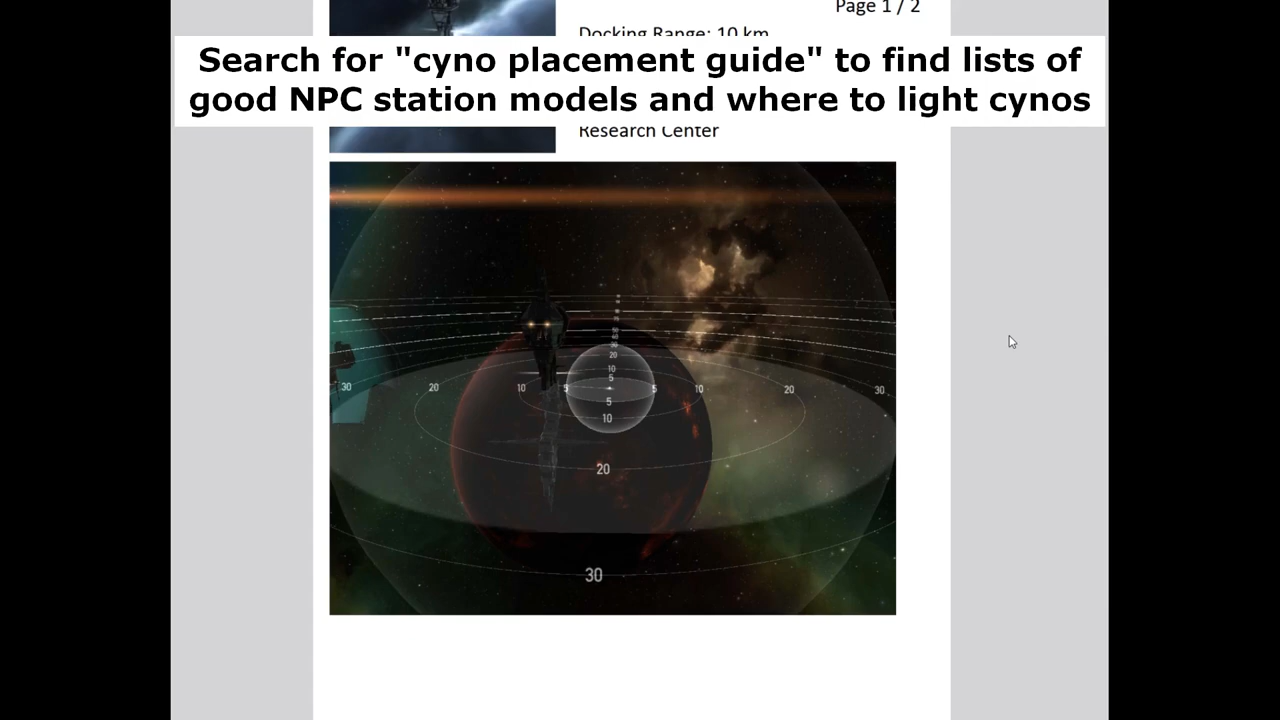 Page 1 / 2
Docking Range: 10 km
Search for "cyno placement guide" to find lists of
good NPC station models and where to light cynos
Research Center
20
10
5
30 20 10 5 5 10 20 30
5
10
20
30